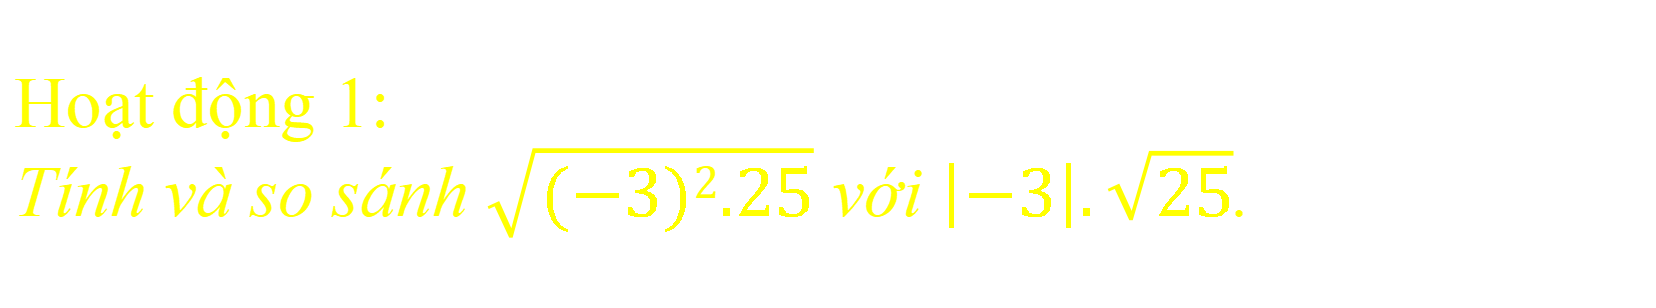 Hoạt động 1:
Tính và so sánh √((−3)².25) với |−3|.√25.